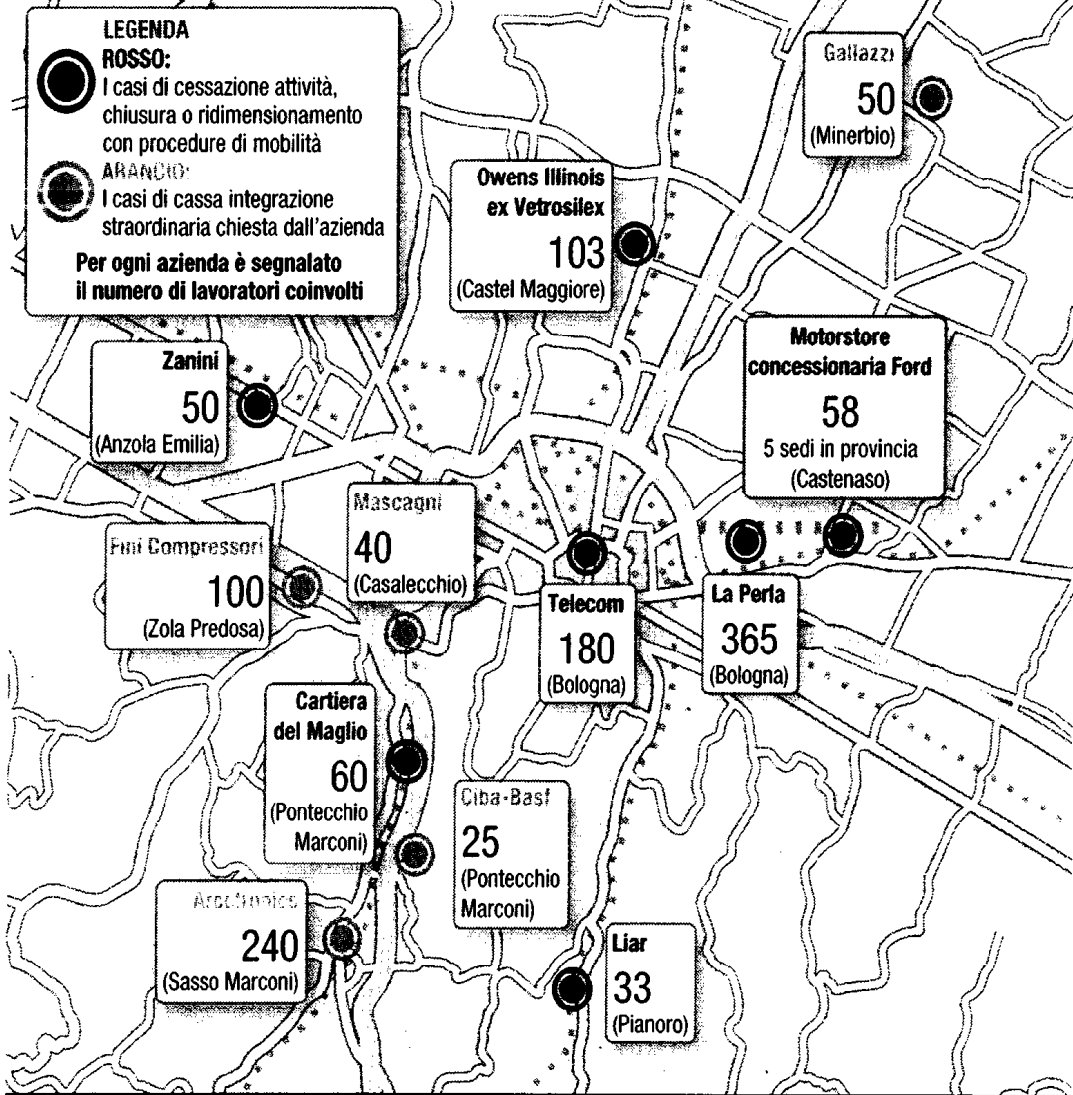 LEGENDA
ROSSO:
I casi di cessazione attività,
chiusura o ridimensionamento
con procedure di mobilità
ARANCIO:
I casi di cassa integrazione
straordinaria chiesta dall'azienda
Per ogni azienda è segnalato
il numero di lavoratori coinvolti
Gallazzi
50
(Minerbio)
Owens Illinois
ex Vetrosilex
103
(Castel Maggiore)
Zanini
50
(Anzola Emilia)
Motorstore
concessionaria Ford
58
5 sedi in provincia
(Castenaso)
Mascagni
40
(Casalecchio)
Fini Compressori
100
(Zola Predosa)
Telecom
180
(Bologna)
La Perla
365
(Bologna)
Cartiera
del Maglio
60
(Pontecchio
Marconi)
Ciba-Basf
25
(Pontecchio
Marconi)
Arcotronics
240
(Sasso Marconi)
Liar
33
(Pianoro)